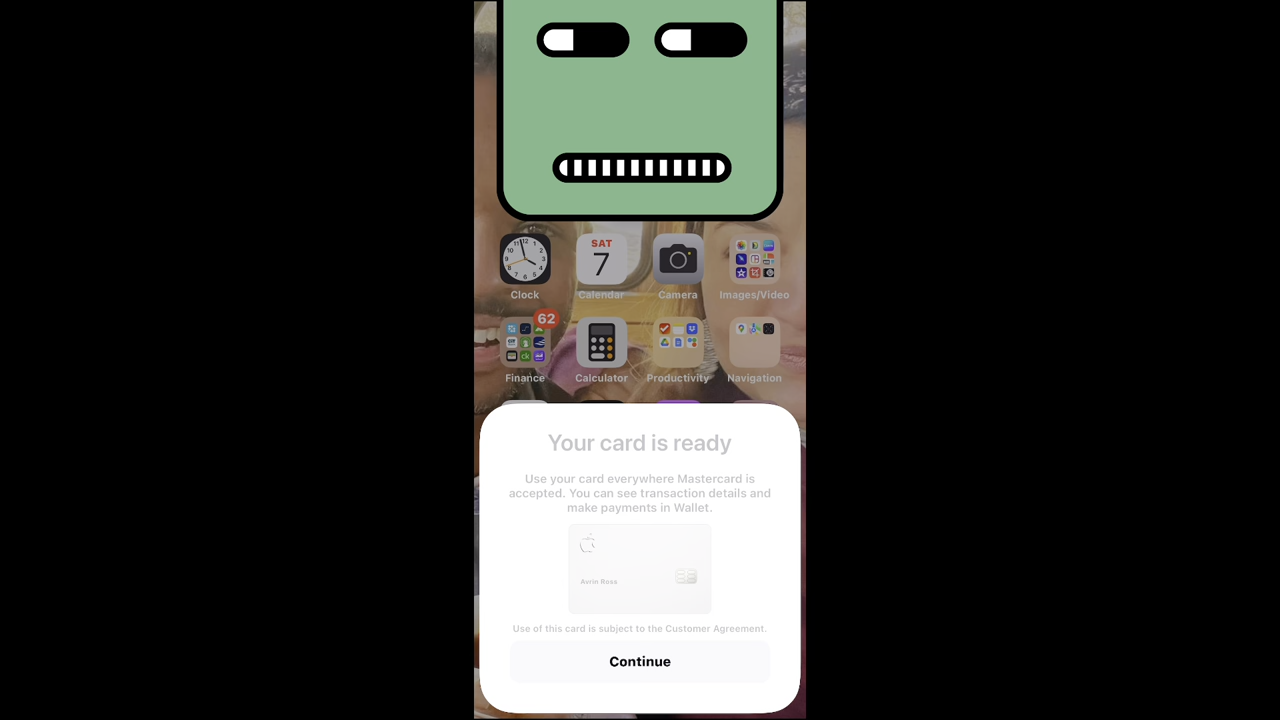 SAT
7
Clock
Calendar
Camera
Images/Video
62
Finance
Calculator
Productivity
Navigation
Your card is ready
Use your card everywhere Mastercard is
accepted. You can see transaction details and
make payments in Wallet.
Avrin Ross
Use of this card is subject to the Customer Agreement.
Continue